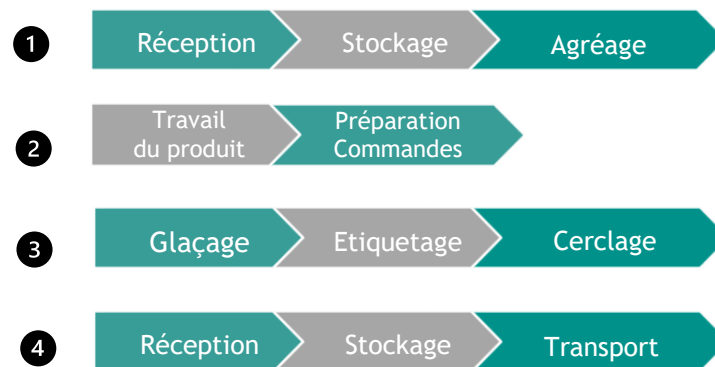 1 Réception Stockage Agréage
2 Travail du produit Préparation Commandes
3 Glaçage Etiquetage Cerclage
4 Réception Stockage Transport